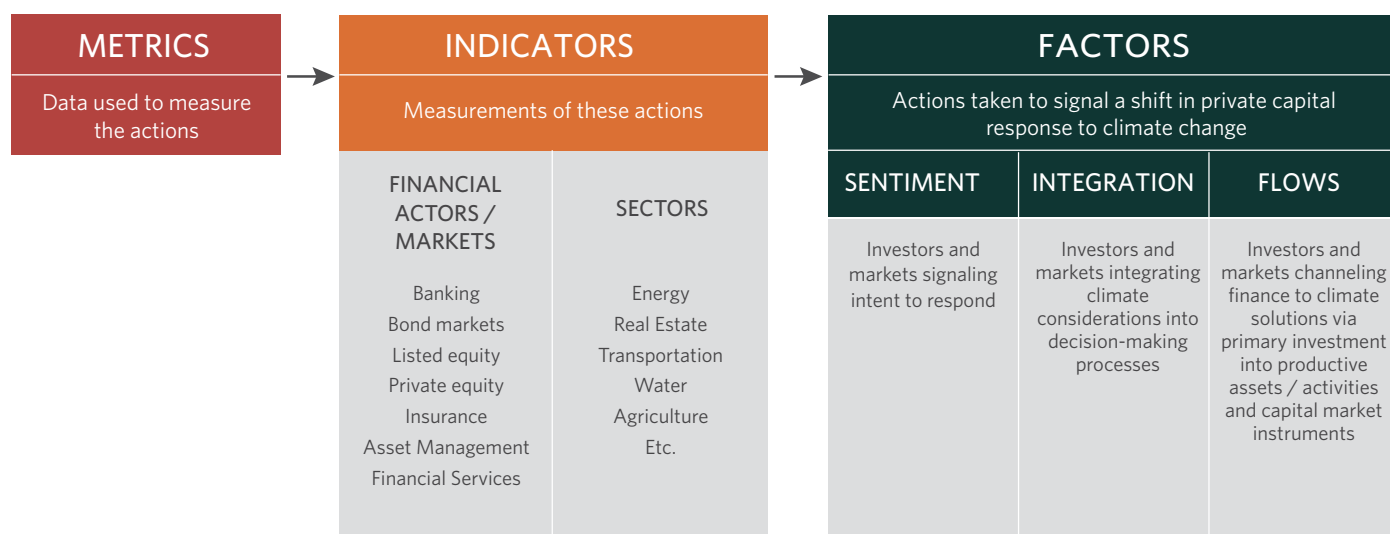 METRICS
Data used to measure
the actions
INDICATORS
Measurements of these actions
FINANCIAL
ACTORS /
MARKETS
Banking
Bond markets
Listed equity
Private equity
Insurance
Asset Management
Financial Services
SECTORS
Energy
Real Estate
Transportation
Water
Agriculture
Etc.
FACTORS
Actions taken to signal a shift in private capital
response to climate change
SENTIMENT
Investors and
markets signaling
intent to respond
INTEGRATION
Investors and
markets integrating
climate
considerations into
decision-making
processes
FLOWS
Investors and
markets channeling
finance to climate
solutions via
primary investment
into productive
assets / activities
and capital market
instruments